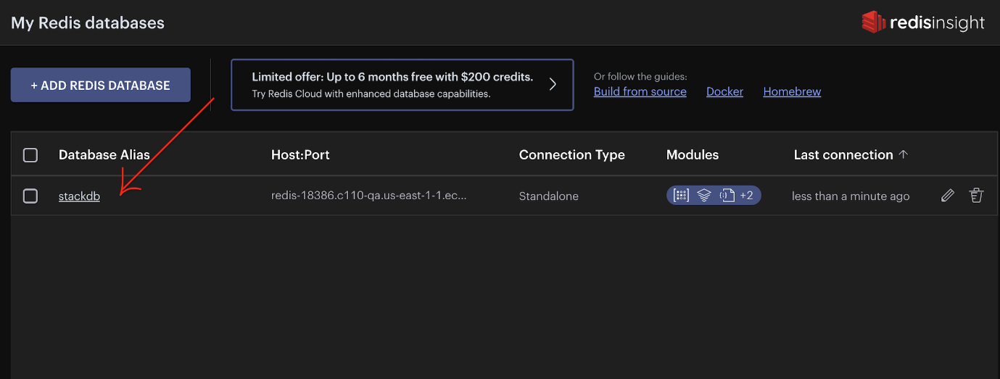 My Redis databases
redisinsight
+ ADD REDIS DATABASE
Limited offer: Up to 6 months free with $200 credits.
Try Redis Cloud with enhanced database capabilities.
Or follow the guides:
Build from source Docker Homebrew
Database Alias Host:Port Connection Type Modules Last connection
stackdb redis-18386.c110-qa.us-east-1-1.ec... Standalone +2 less than a minute ago